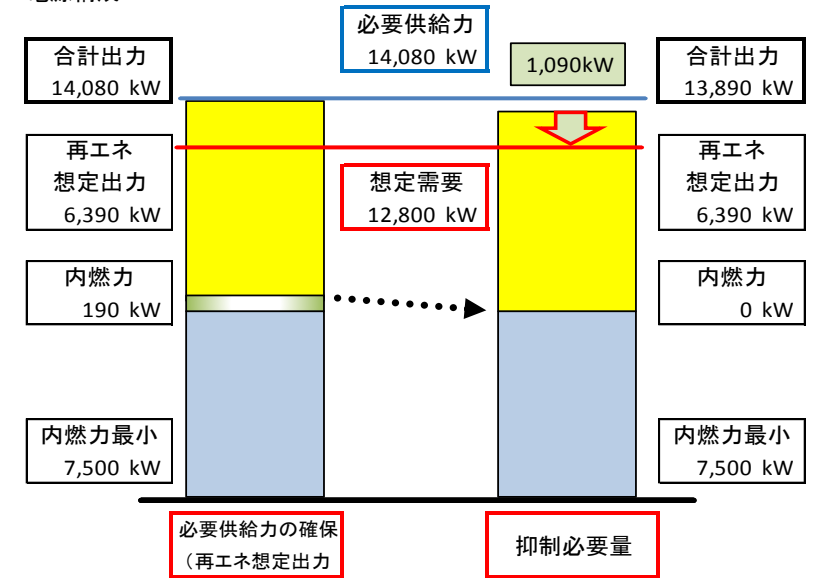 必要供給力
14,080 kW
1,090kW
合計出力
14,080 kW
合計出力
13,890 kW
再エネ
想定出力
6,390 kW
想定需要
12,800 kW
再エネ
想定出力
6,390 kW
内燃力
190 kW
内燃力
0 kW
内燃力最小
7,500 kW
内燃力最小
7,500 kW
必要供給力の確保
（再エネ想定出力
抑制必要量